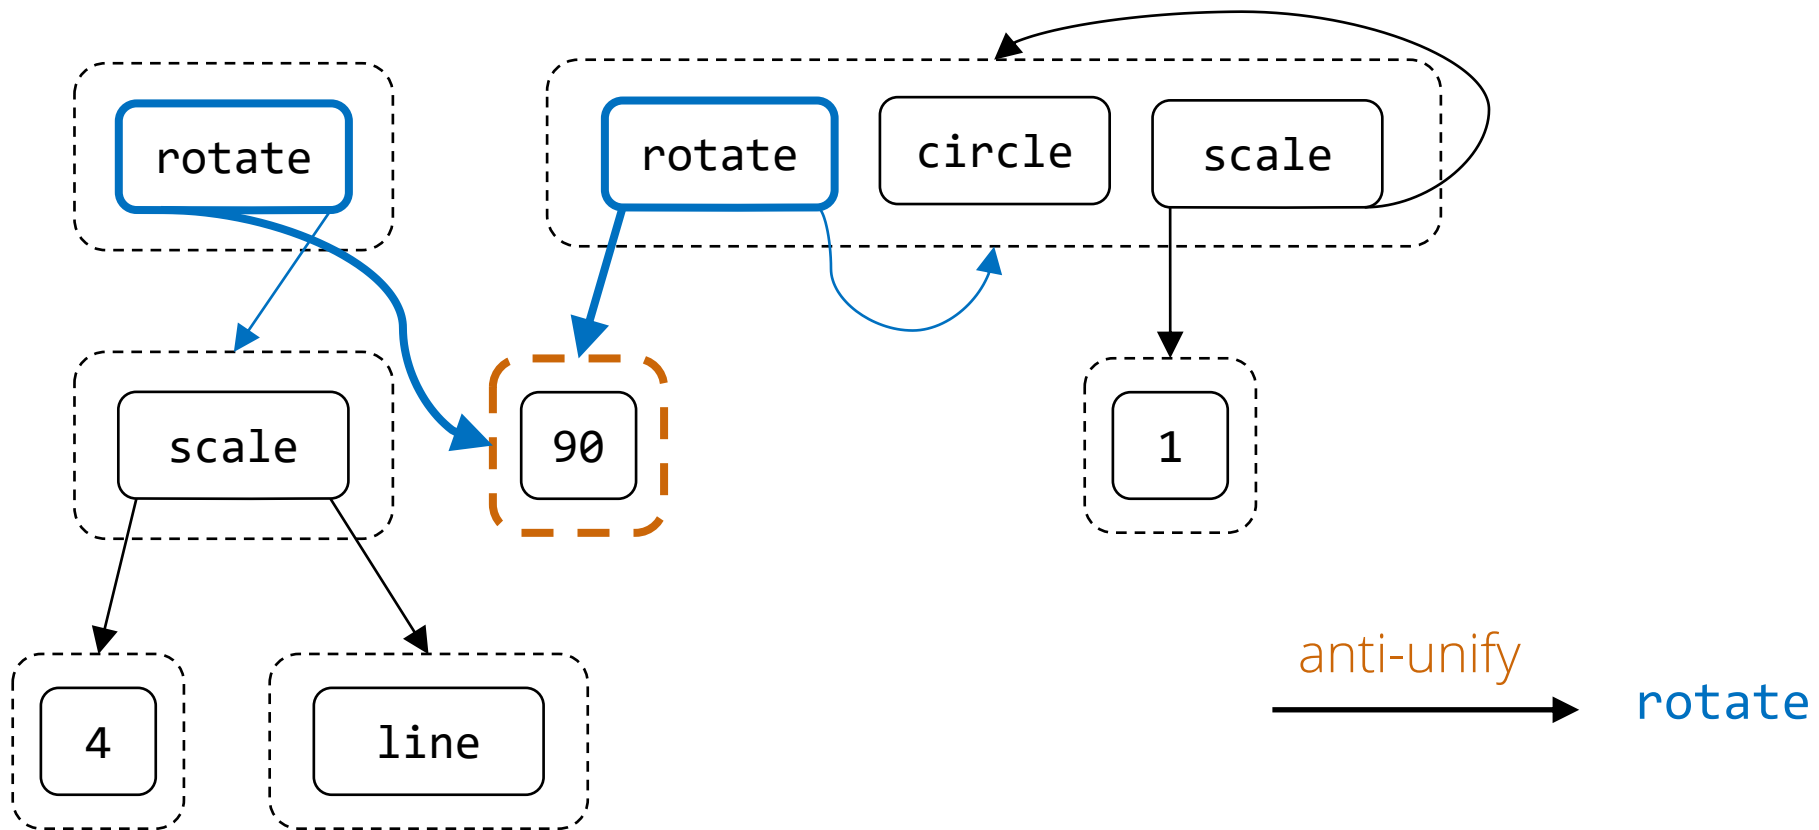 rotate
rotate circle scale
scale
90
1
4
line
anti-unify
rotate